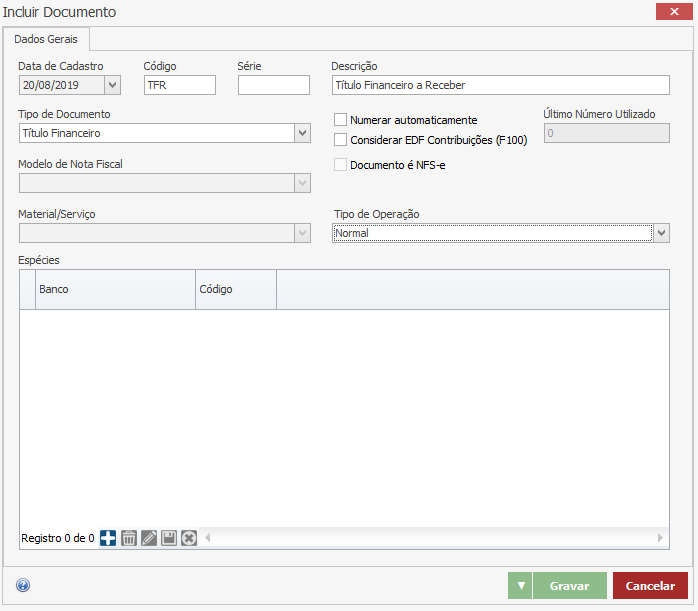 Incluir Documento
Dados Gerais
Data de Cadastro Código Série Descrição
20/08/2019 TFR Título Financeiro a Receber
Tipo de Documento Numerar automaticamente Último Número Utilizado
Título Financeiro Considerar EDF Contribuições (F100) 0
Modelo de Nota Fiscal Documento é NFS-e
Material/Serviço Tipo de Operação
Normal
Espécies
Banco Código
Registro 0 de 0
? Gravar Cancelar